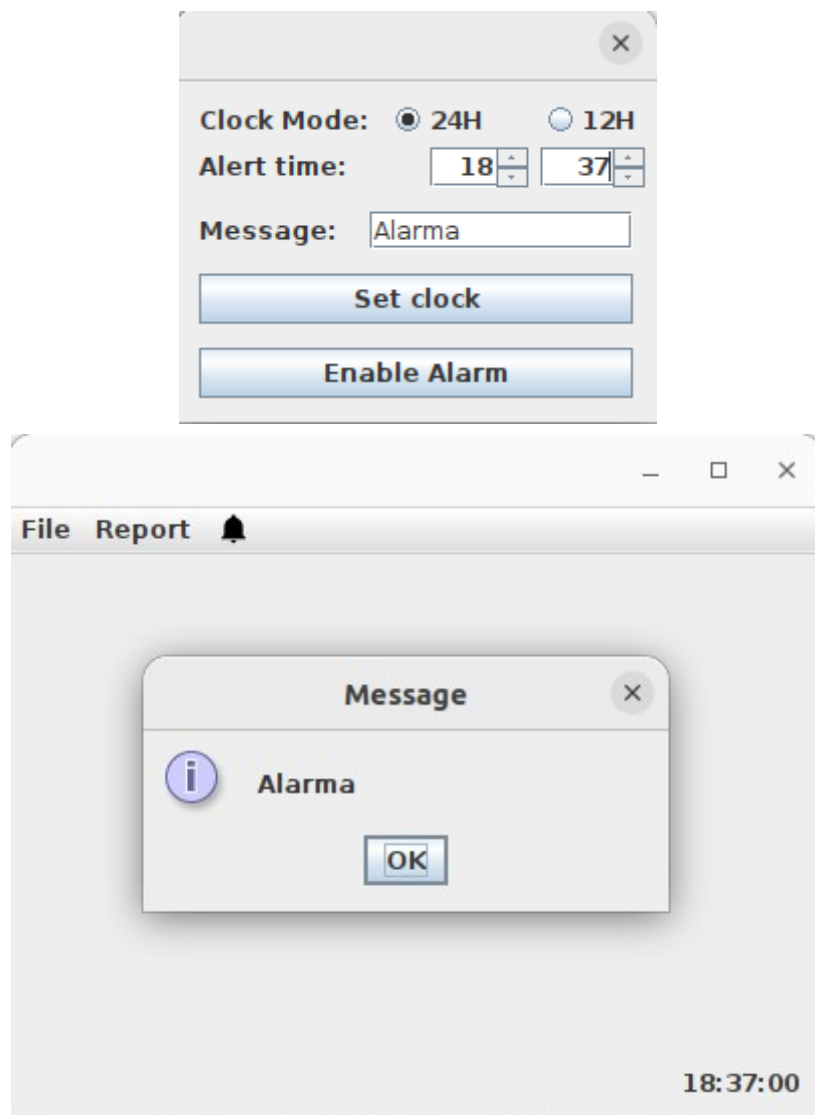 Clock Mode: 24H 12H
Alert time: 18 37
Message: Alarma
Set clock
Enable Alarm
File Report
Message
i Alarma
OK
18:37:00